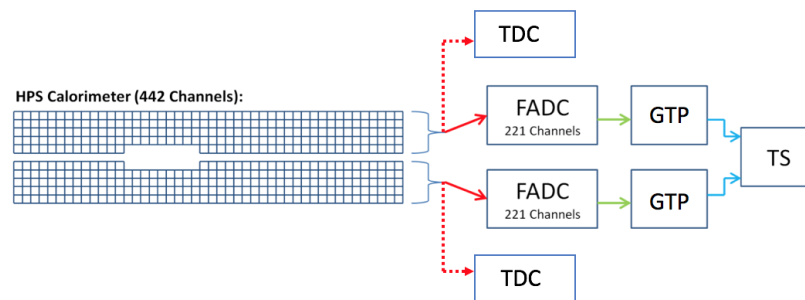 TDC
HPS Calorimeter (442 Channels):
FADC
221 Channels
GTP
TS
FADC
221 Channels
GTP
TDC